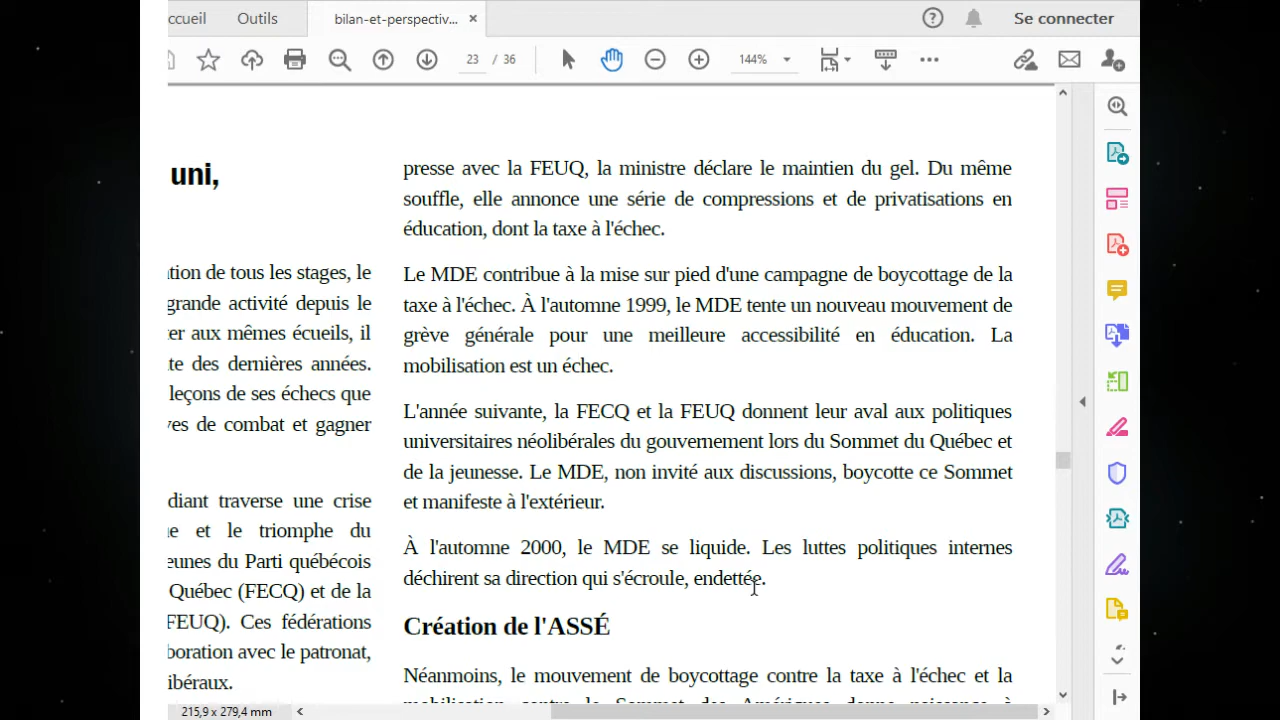 ccueil
Outils
bilan-et-perspectiv...
Se connecter
23 / 36
144%
uni,
tion de tous les stages, le
grande activité depuis le
er aux mêmes écueils, il
te des dernières années.
leçons de ses échecs que
ves de combat et gagner
diant traverse une crise
ue et le triomphe du
eunes du Parti québécois
Québec (FECQ) et de la
FEUQ). Ces fédérations
boration avec le patronat,
ibéraux.
presse avec la FEUQ, la ministre déclare le maintien du gel. Du même
souffle, elle annonce une série de compressions et de privatisations en
éducation, dont la taxe à l'échec.
Le MDE contribue à la mise sur pied d'une campagne de boycottage de la
taxe à l'échec. À l'automne 1999, le MDE tente un nouveau mouvement de
grève générale pour une meilleure accessibilité en éducation. La
mobilisation est un échec.
L'année suivante, la FECQ et la FEUQ donnent leur aval aux politiques
universitaires néolibérales du gouvernement lors du Sommet du Québec et
de la jeunesse. Le MDE, non invité aux discussions, boycotte ce Sommet
et manifeste à l'extérieur.
À l'automne 2000, le MDE se liquide. Les luttes politiques internes
déchirent sa direction qui s'écroule, endettée.
Création de l'ASSÉ
Néanmoins, le mouvement de boycottage contre la taxe à l'échec et la
mobilisation contre le Sommet des Amériques donne naissance à
215,9 x 279,4 mm